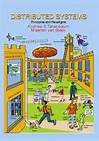 DISTRIBUTED SYSTEMS
Principles and Paradigms
Andrew S. Tanenbaum
Maarten van Steen